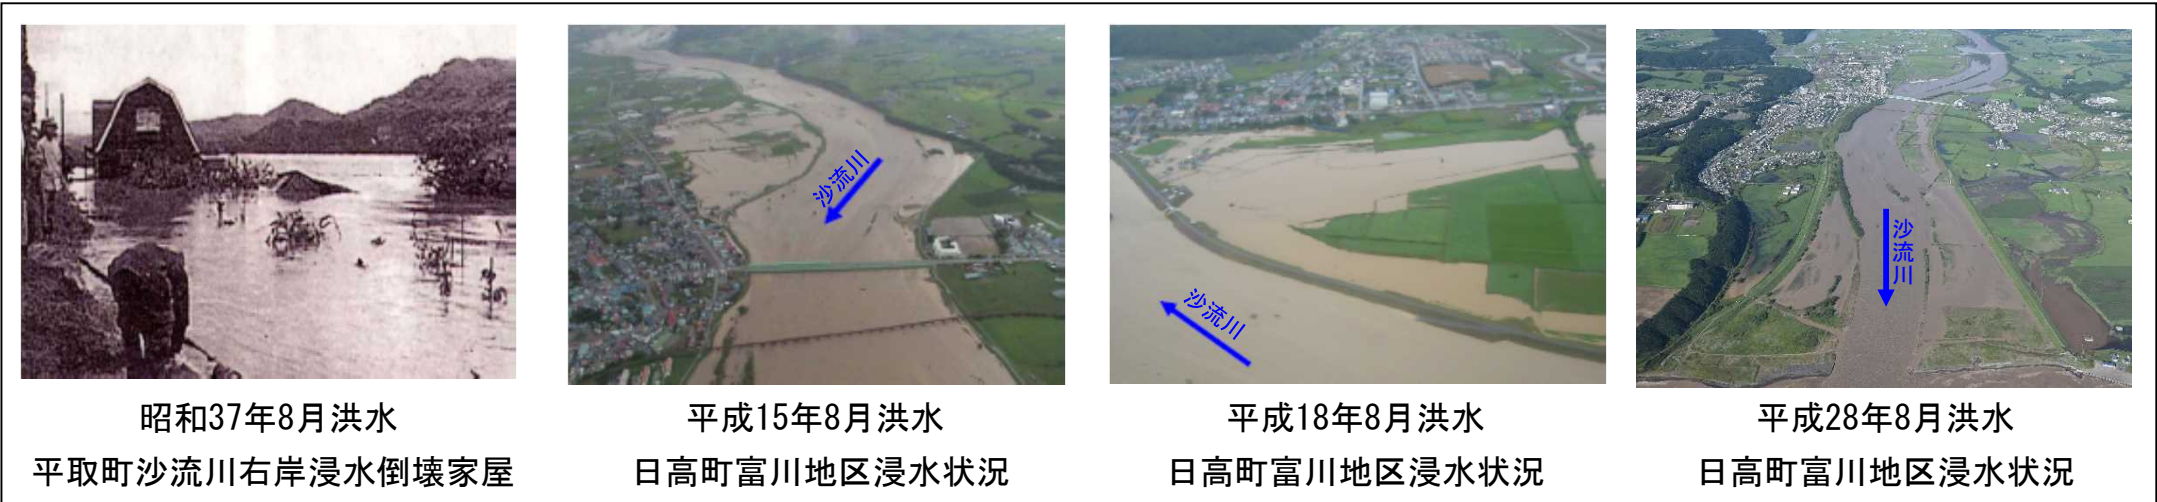 沙流川
沙流川
沙流川
昭和37年8月洪水
平取町沙流川右岸浸水倒壊家屋
平成15年8月洪水
日高町富川地区浸水状況
平成18年8月洪水
日高町富川地区浸水状況
平成28年8月洪水
日高町富川地区浸水状況